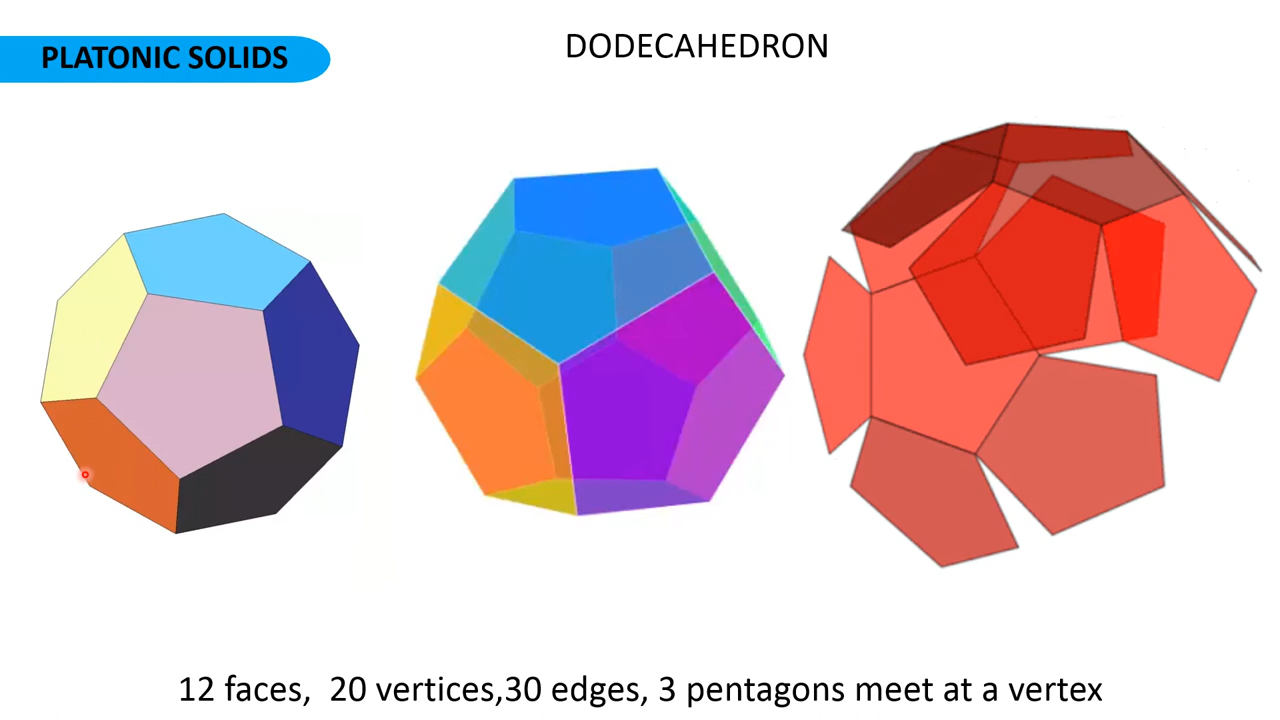 PLATONIC SOLIDS
DODECAHEDRON
12 faces,  20 vertices,30 edges, 3 pentagons meet at a vertex